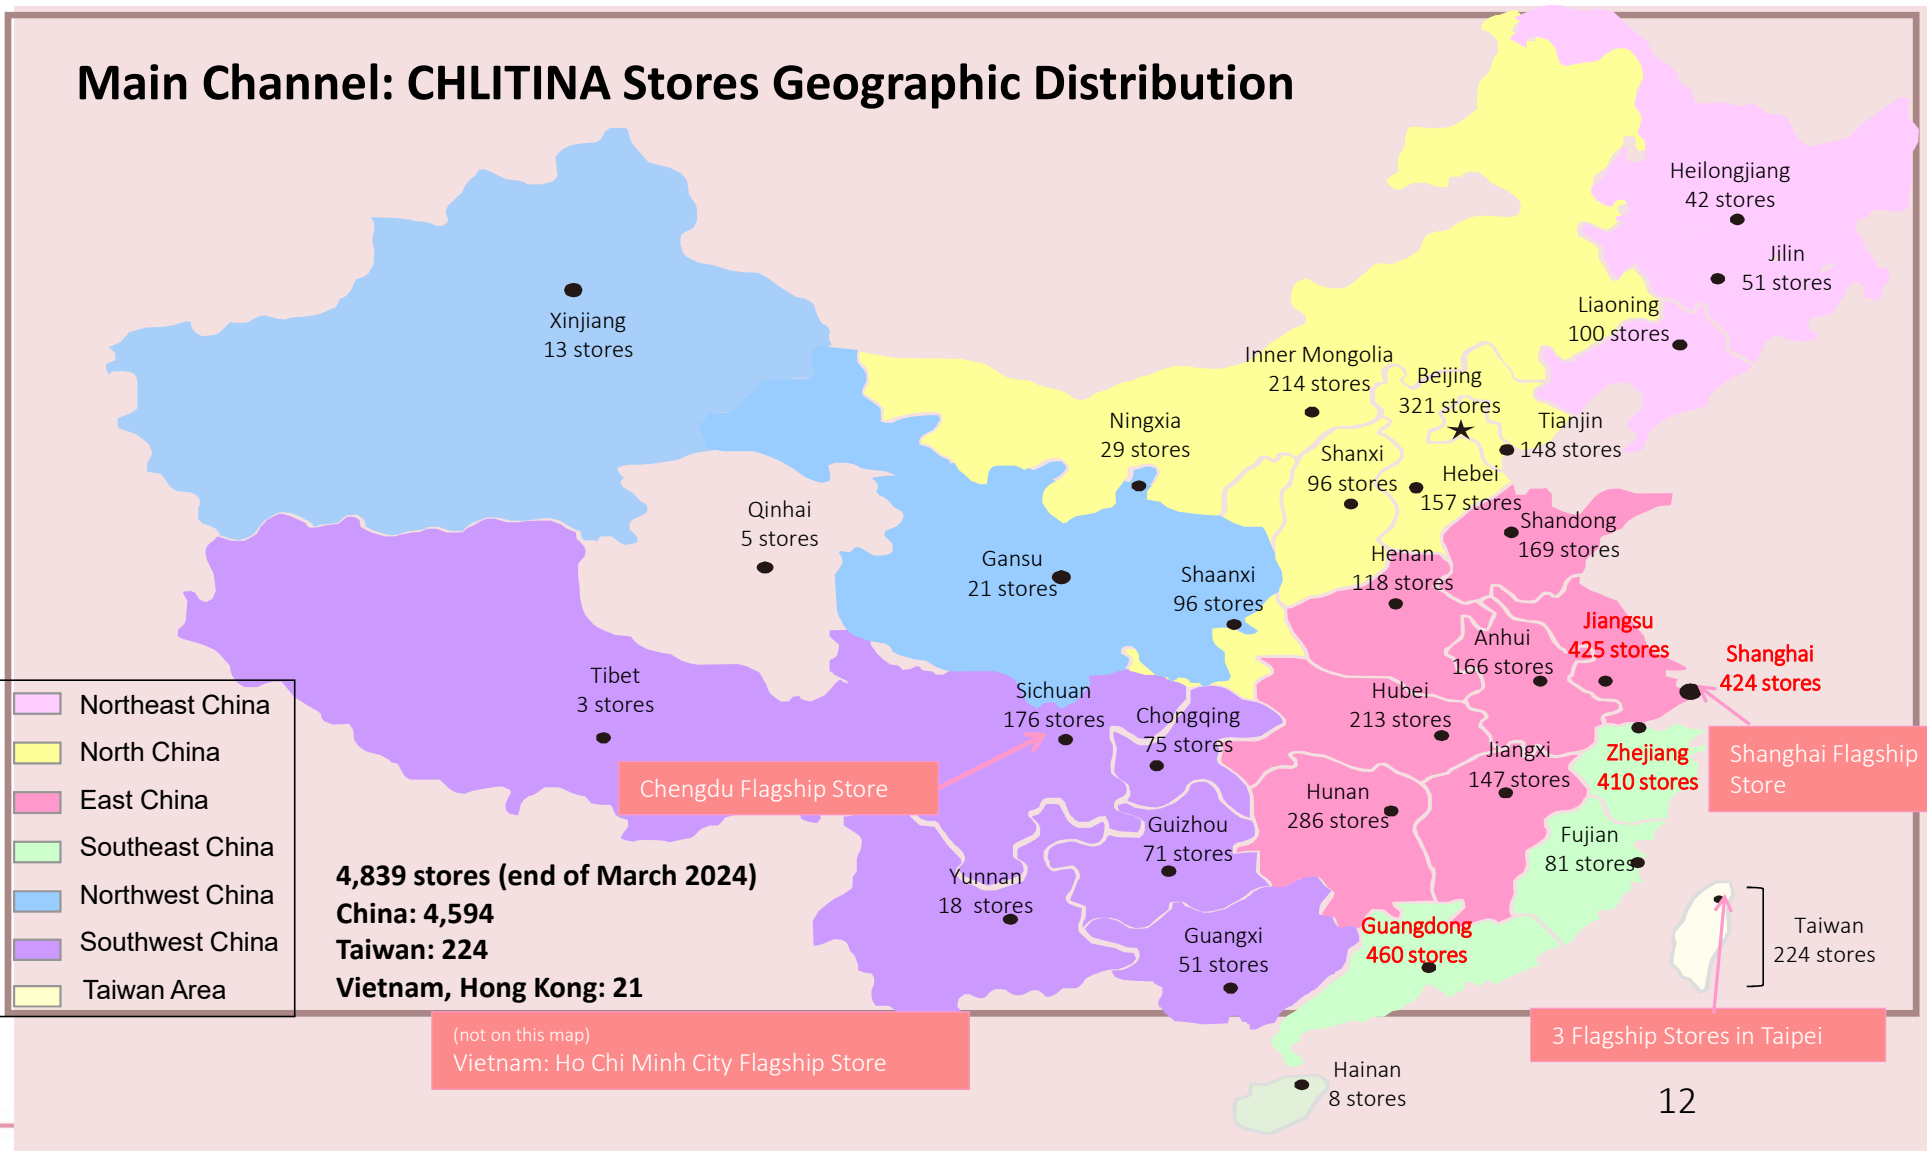 Main Channel: CHLITINA Stores Geographic Distribution
Heilongjiang
42 stores
Jilin
51 stores
Liaoning
100 stores
Xinjiang
13 stores
Inner Mongolia
214 stores
Beijing
321 stores
Ningxia
29 stores
Tianjin
148 stores
Shanxi
96 stores
Hebei
157 stores
Qinhai
5 stores
Shandong
169 stores
Gansu
21 stores
Shaanxi
96 stores
Henan
118 stores
Jiangsu
425 stores
Anhui
166 stores
Shanghai
424 stores
Tibet
3 stores
Sichuan
176 stores
Chongqing
75 stores
Hubei
213 stores
Jiangxi
147 stores
Zhejiang
410 stores
Shanghai Flagship
Store
Chengdu Flagship Store
Hunan
286 stores
Guizhou
71 stores
Fujian
81 stores
Yunnan
18 stores
Guangxi
51 stores
Guangdong
460 stores
Taiwan
224 stores
Northeast China
North China
East China
Southeast China
Northwest China
Southwest China
Taiwan Area
4,839 stores (end of March 2024)
China: 4,594
Taiwan: 224
Vietnam, Hong Kong: 21
(not on this map)
Vietnam: Ho Chi Minh City Flagship Store
3 Flagship Stores in Taipei
Hainan
8 stores
12